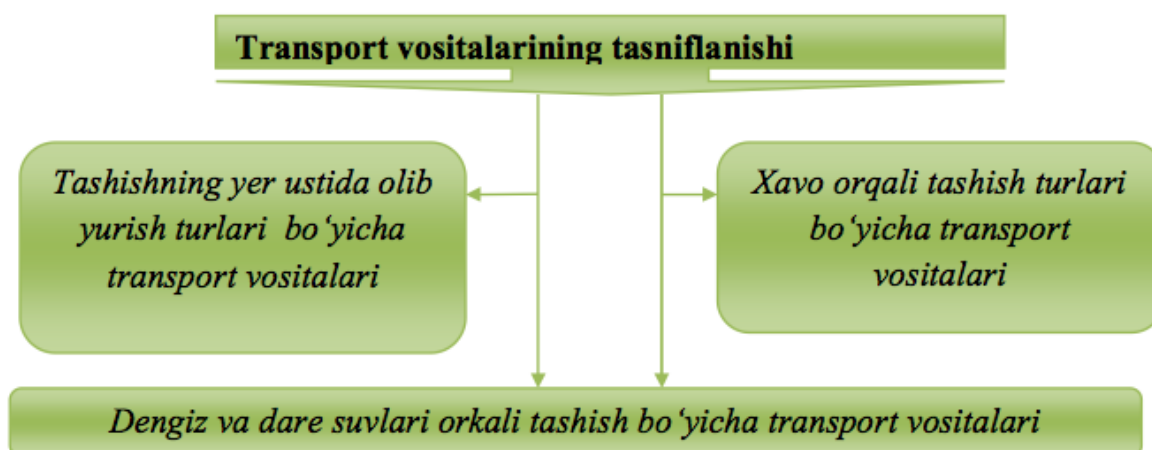 Transport vositalarining tasniflanishi
Tashishning yer ustida olib
yurish turlari bo‘yicha
transport vositalari
Xavo orqali tashish turlari
bo‘yicha transport
vositalari
Dengiz va dare suvlari orkali tashish bo‘yicha transport vositalari